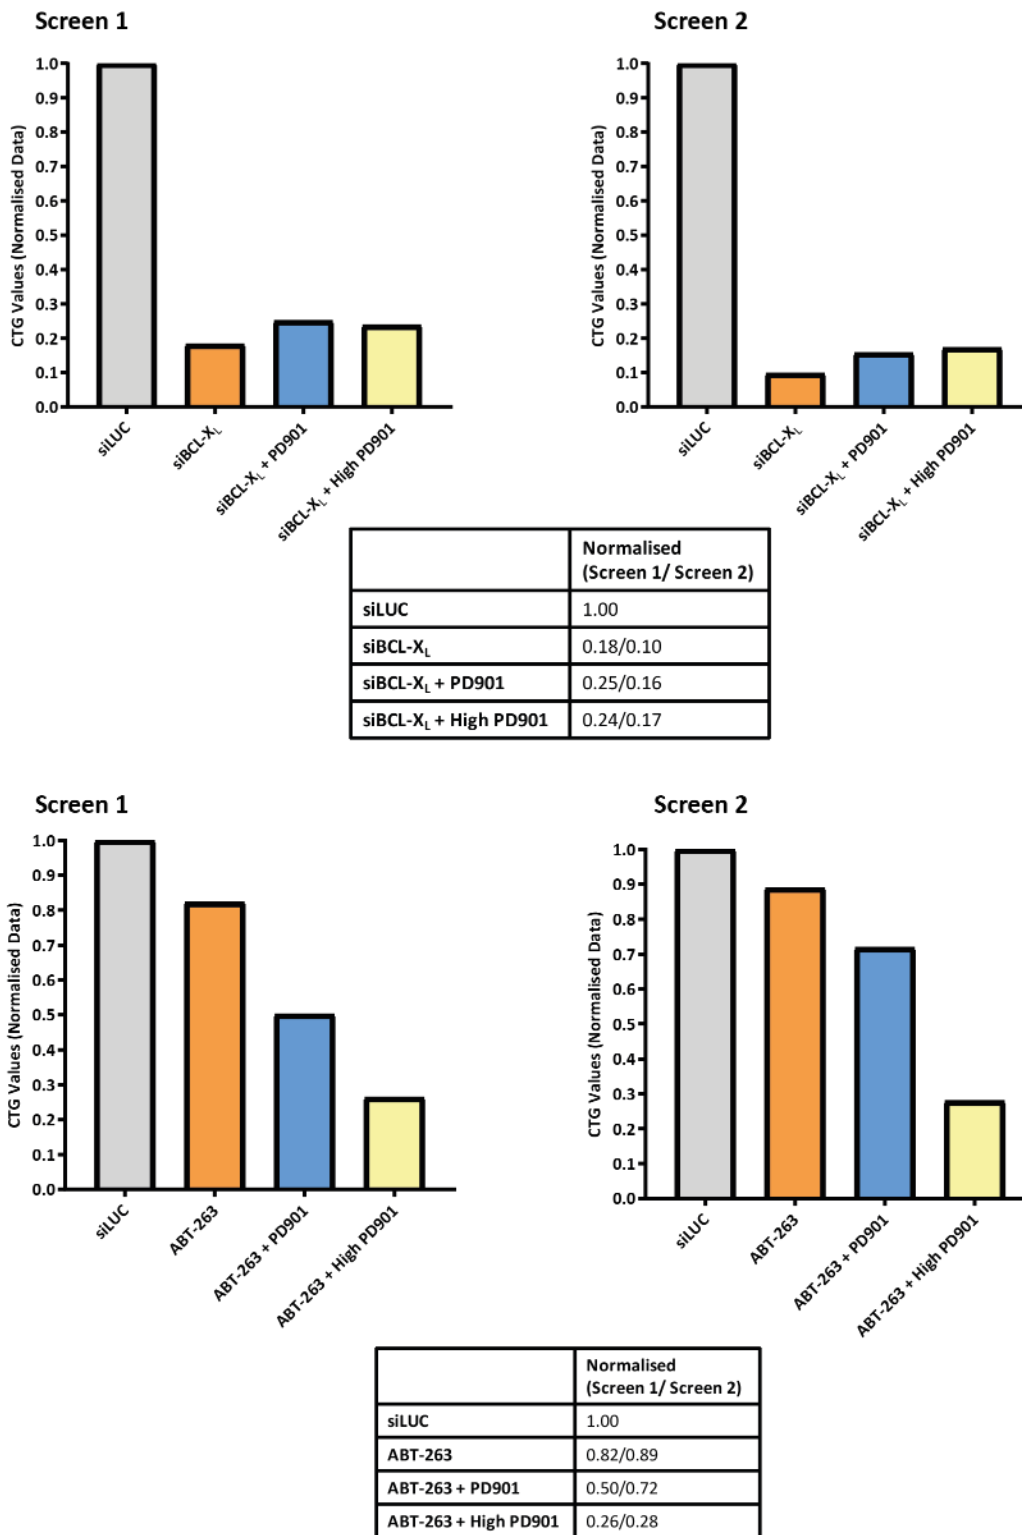 Screen 1
Screen 2
CTG Values (Normalised Data)
1.0
0.9
0.8
0.7
0.6
0.5
0.4
0.3
0.2
0.1
0.0
siLUC
siBCL-XL
siBCL-XL + PD901
siBCL-XL + High PD901
CTG Values (Normalised Data)
1.0
0.9
0.8
0.7
0.6
0.5
0.4
0.3
0.2
0.1
0.0
siLUC
siBCL-XL
siBCL-XL + PD901
siBCL-XL + High PD901
Normalised
(Screen 1/ Screen 2)
siLUC 1.00
siBCL-XL 0.18/0.10
siBCL-XL + PD901 0.25/0.16
siBCL-XL + High PD901 0.24/0.17
Screen 1
Screen 2
CTG Values (Normalised Data)
1.0
0.9
0.8
0.7
0.6
0.5
0.4
0.3
0.2
0.1
0.0
siLUC
ABT-263
ABT-263 + PD901
ABT-263 + High PD901
CTG Values (Normalised Data)
1.0
0.9
0.8
0.7
0.6
0.5
0.4
0.3
0.2
0.1
0.0
siLUC
ABT-263
ABT-263 + PD901
ABT-263 + High PD901
Normalised
(Screen 1/ Screen 2)
siLUC 1.00
ABT-263 0.82/0.89
ABT-263 + PD901 0.50/0.72
ABT-263 + High PD901 0.26/0.28